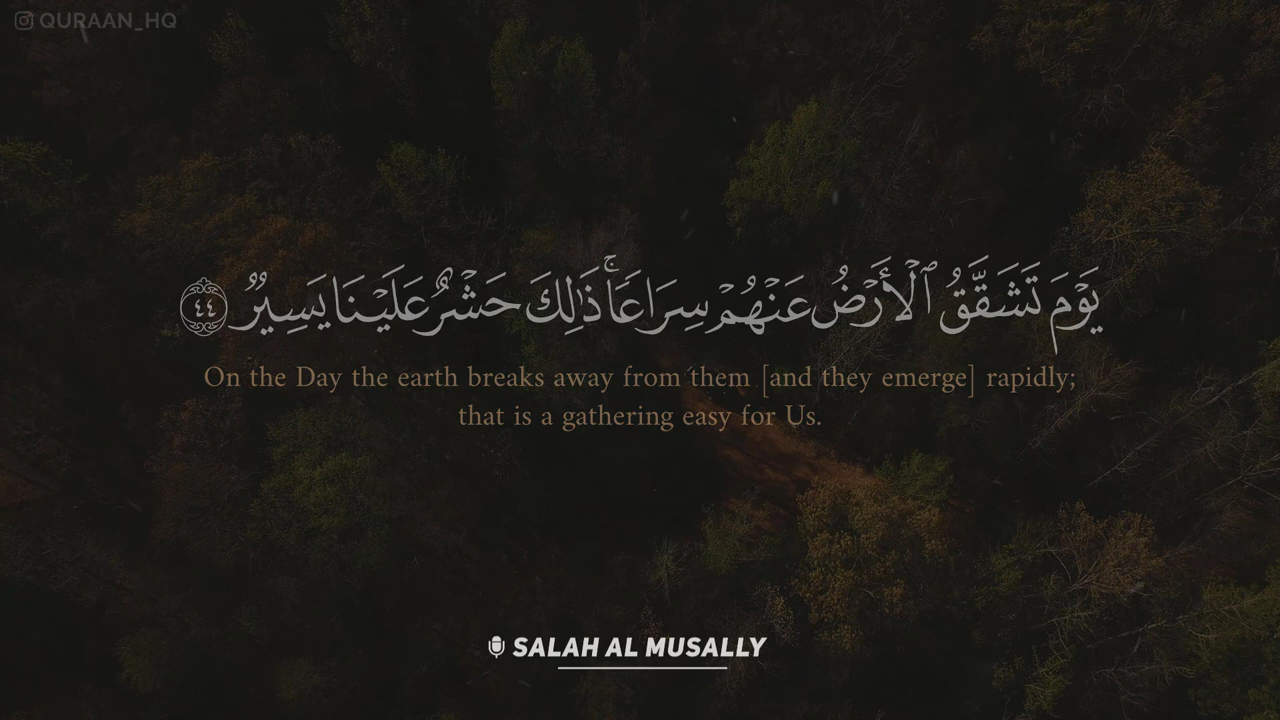 QURAAN_HQ
يَوْمَ تَشَقَّقُ ٱلْأَرْضُ عَنْهُمْ سِرَاعًا ۚ ذَٰلِكَ حَشْرٌ عَلَيْنَا يَسِيرٌ ٤٤
On the Day the earth breaks away from them [and they emerge] rapidly;
that is a gathering easy for Us.
SALAH AL MUSALLY